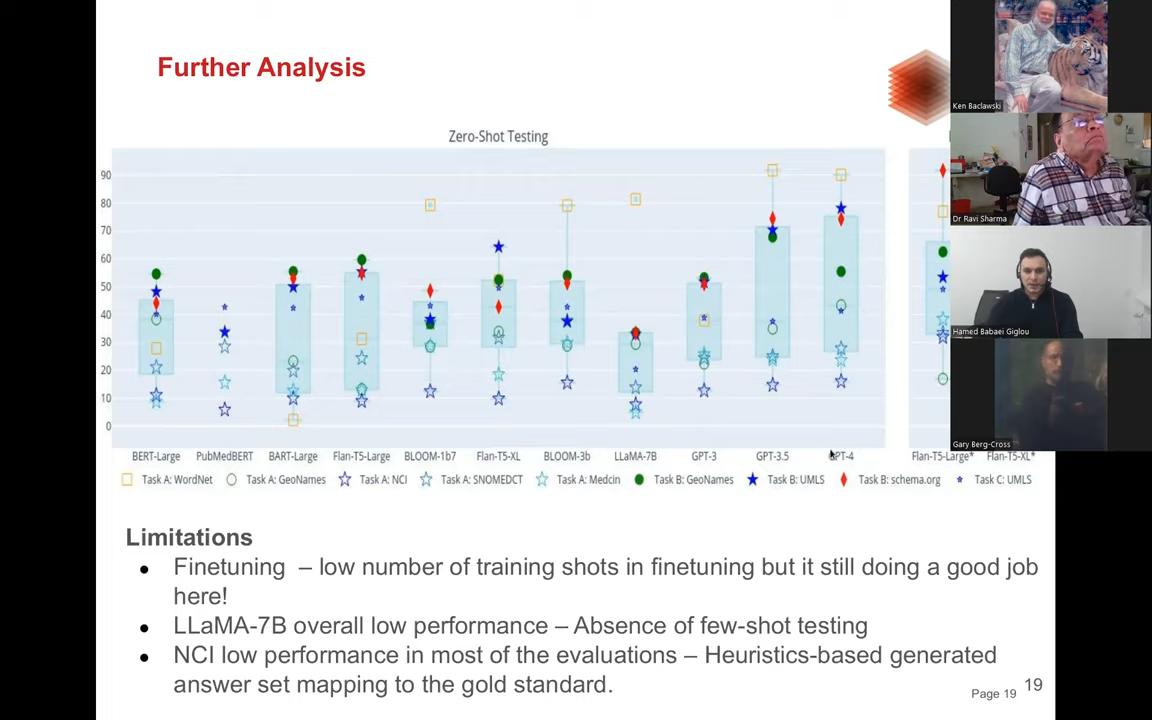 Further Analysis
Zero-Shot Testing
90
80
70
60
50
40
30
20
10
0
BERT-Large PubMedBERT BART-Large Flan-T5-Large BLOOM-1b7 Flan-T5-XL BLOOM-3b LLaMA-7B GPT-3 GPT-3.5 GPT-4 Flan-T5-Large* Flan-T5-XL*
Task A: WordNet Task A: GeoNames Task A: NCI Task A: SNOMEDCT Task A: Medcin Task B: GeoNames Task B: UMLS Task B: schema.org Task C: UMLS
Limitations
● Finetuning – low number of training shots in finetuning but it still doing a good job
here!
● LLaMA-7B overall low performance – Absence of few-shot testing
● NCI low performance in most of the evaluations – Heuristics-based generated
answer set mapping to the gold standard.
Page 19 19
Ken Baclawski
Dr Ravi Sharma
Hamed Babaei Giglou
Gary Berg-Cross